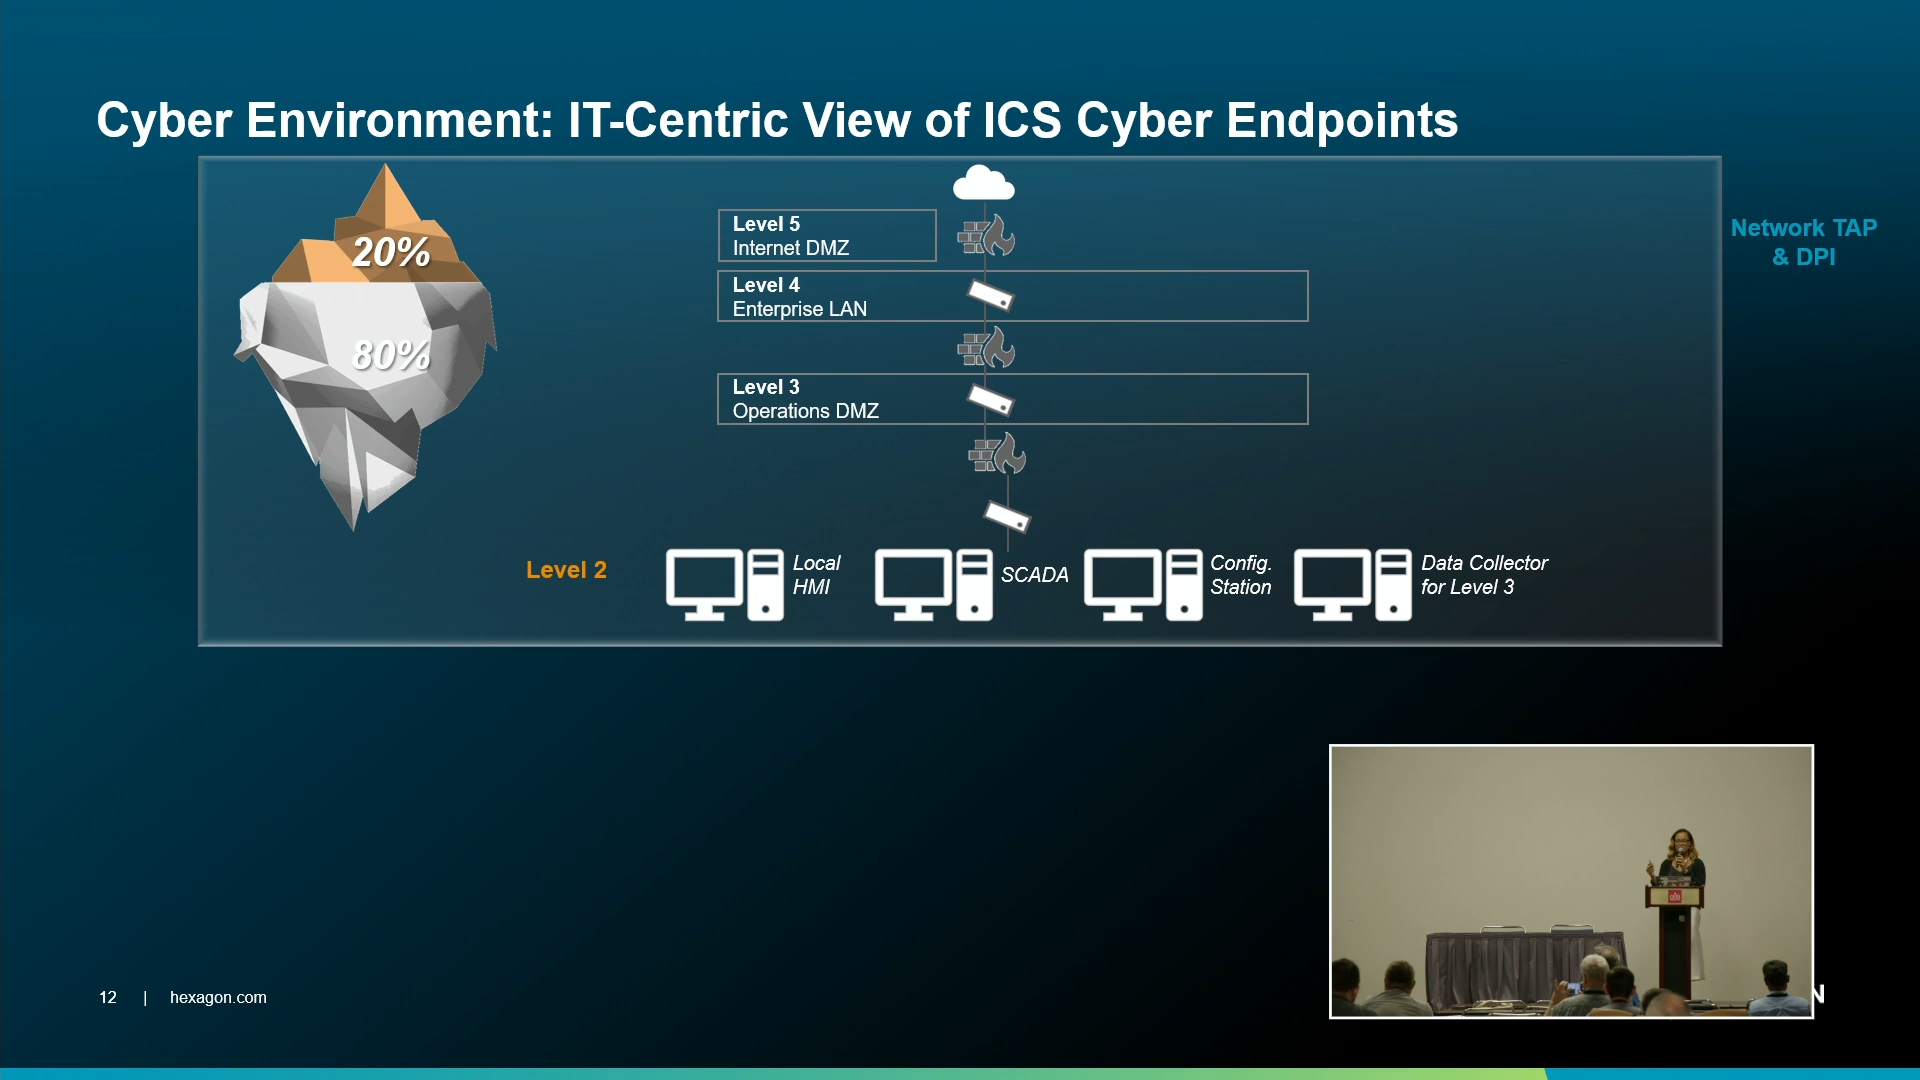 Cyber Environment: IT-Centric View of ICS Cyber Endpoints
20%
80%
Level 5
Internet DMZ
Level 4
Enterprise LAN
Level 3
Operations DMZ
Network TAP
& DPI
Level 2
Local
HMI
SCADA
Config.
Station
Data Collector
for Level 3
12 | hexagon.com
N